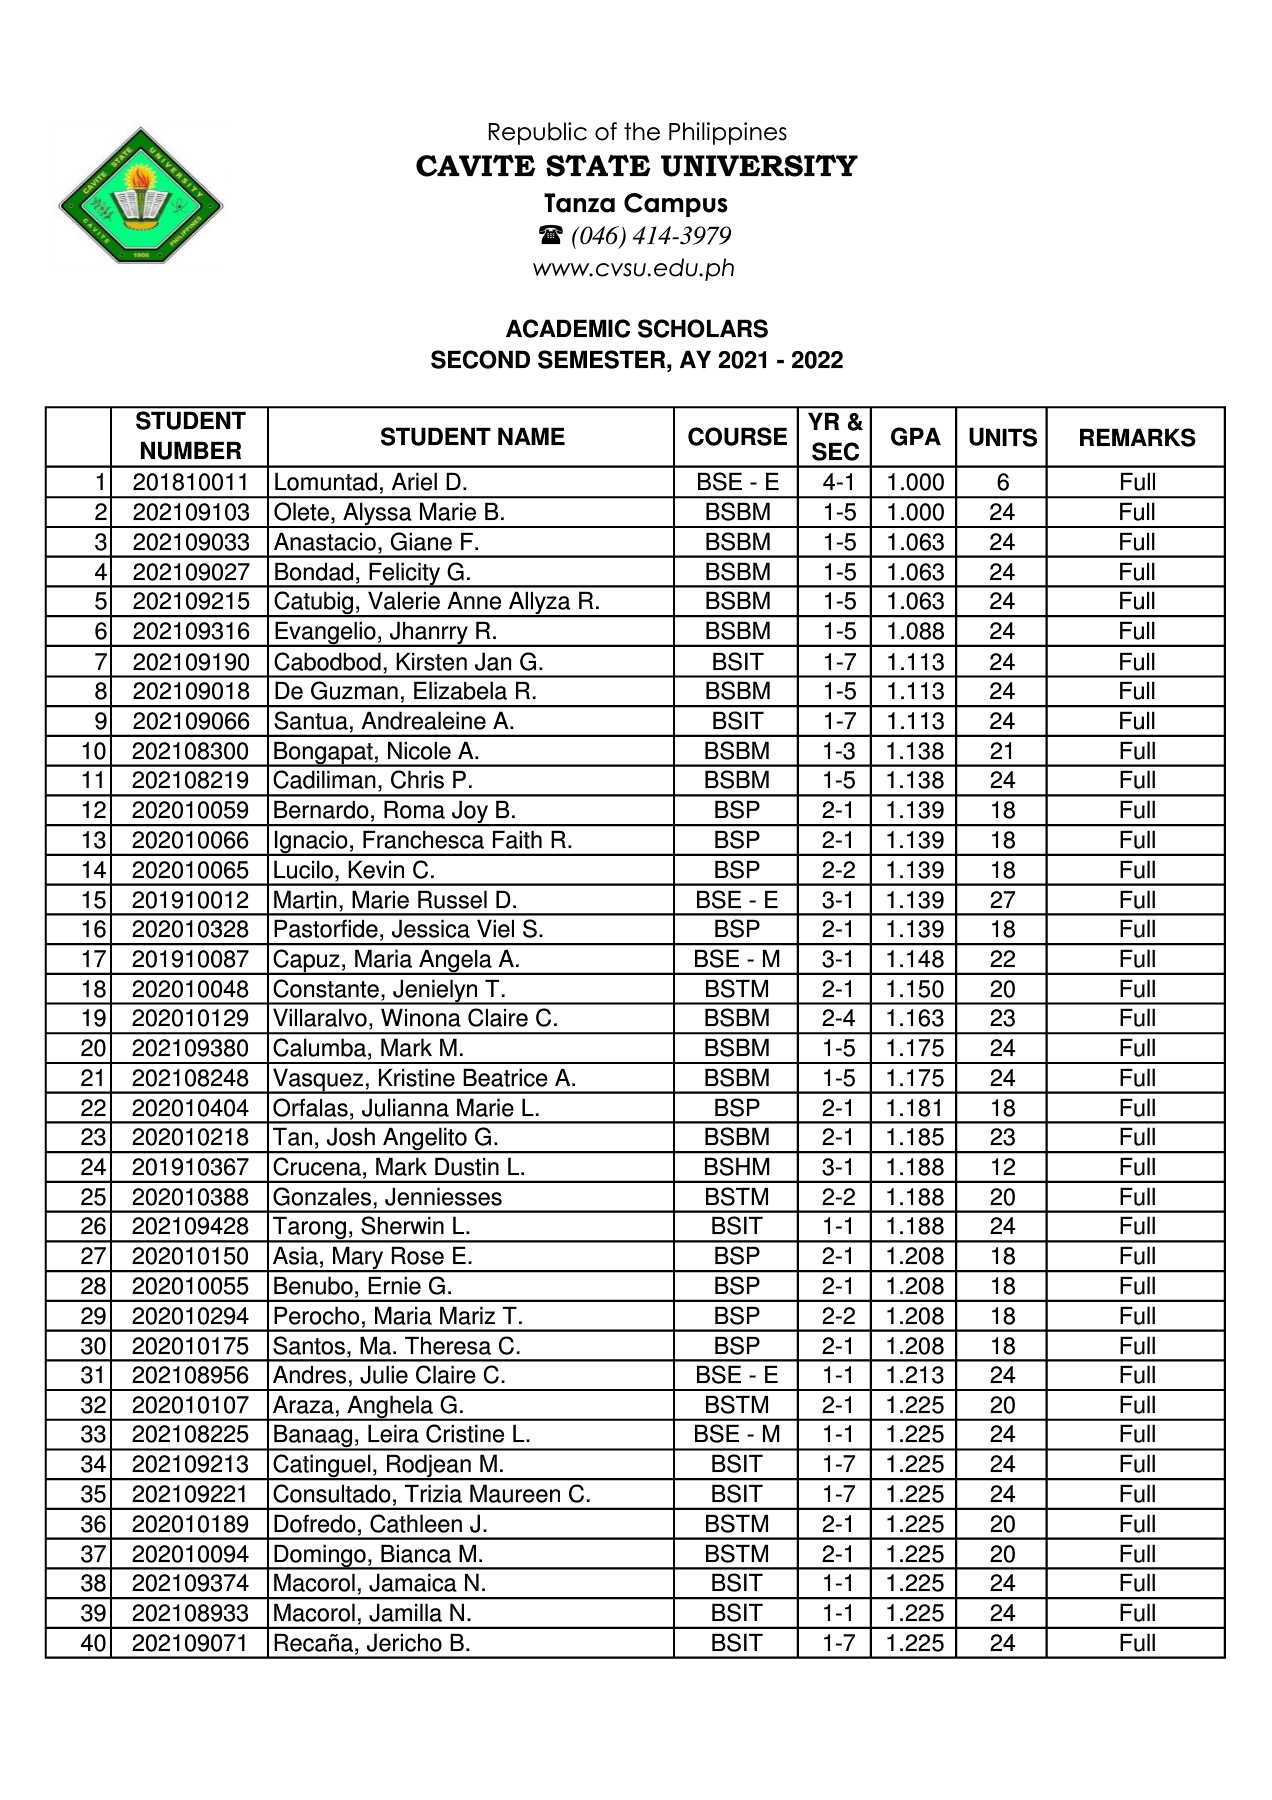 Republic of the Philippines
CAVITE STATE UNIVERSITY
Tanza Campus
☎ (046) 414-3979
www.cvsu.edu.ph
CAVITE STATE UNIVERSITY
CAVITE PHILIPPINES
1906
ACADEMIC SCHOLARS
SECOND SEMESTER, AY 2021 - 2022
STUDENT NUMBER STUDENT NAME COURSE YR & SEC GPA UNITS REMARKS
1 201810011 Lomuntad, Ariel D. BSE - E 4-1 1.000 6 Full
2 202109103 Olete, Alyssa Marie B. BSBM 1-5 1.000 24 Full
3 202109033 Anastacio, Giane F. BSBM 1-5 1.063 24 Full
4 202109027 Bondad, Felicity G. BSBM 1-5 1.063 24 Full
5 202109215 Catubig, Valerie Anne Allyza R. BSBM 1-5 1.063 24 Full
6 202109316 Evangelio, Jhanrry R. BSBM 1-5 1.088 24 Full
7 202109190 Cabodbod, Kirsten Jan G. BSIT 1-7 1.113 24 Full
8 202109018 De Guzman, Elizabela R. BSBM 1-5 1.113 24 Full
9 202109066 Santua, Andrealeine A. BSIT 1-7 1.113 24 Full
10 202108300 Bongapat, Nicole A. BSBM 1-3 1.138 21 Full
11 202108219 Cadiliman, Chris P. BSBM 1-5 1.138 24 Full
12 202010059 Bernardo, Roma Joy B. BSP 2-1 1.139 18 Full
13 202010066 Ignacio, Franchesca Faith R. BSP 2-1 1.139 18 Full
14 202010065 Lucilo, Kevin C. BSP 2-2 1.139 18 Full
15 201910012 Martin, Marie Russel D. BSE - E 3-1 1.139 27 Full
16 202010328 Pastorfide, Jessica Viel S. BSP 2-1 1.139 18 Full
17 201910087 Capuz, Maria Angela A. BSE - M 3-1 1.148 22 Full
18 202010048 Constante, Jenielyn T. BSTM 2-1 1.150 20 Full
19 202010129 Villaralvo, Winona Claire C. BSBM 2-4 1.163 23 Full
20 202109380 Calumba, Mark M. BSBM 1-5 1.175 24 Full
21 202108248 Vasquez, Kristine Beatrice A. BSBM 1-5 1.175 24 Full
22 202010404 Orfalas, Julianna Marie L. BSP 2-1 1.181 18 Full
23 202010218 Tan, Josh Angelito G. BSBM 2-1 1.185 23 Full
24 201910367 Crucena, Mark Dustin L. BSHM 3-1 1.188 12 Full
25 202010388 Gonzales, Jenniesses BSTM 2-2 1.188 20 Full
26 202109428 Tarong, Sherwin L. BSIT 1-1 1.188 24 Full
27 202010150 Asia, Mary Rose E. BSP 2-1 1.208 18 Full
28 202010055 Benubo, Ernie G. BSP 2-1 1.208 18 Full
29 202010294 Perocho, Maria Mariz T. BSP 2-2 1.208 18 Full
30 202010175 Santos, Ma. Theresa C. BSP 2-1 1.208 18 Full
31 202108956 Andres, Julie Claire C. BSE - E 1-1 1.213 24 Full
32 202010107 Araza, Anghela G. BSTM 2-1 1.225 20 Full
33 202108225 Banaag, Leira Cristine L. BSE - M 1-1 1.225 24 Full
34 202109213 Catinguel, Rodjean M. BSIT 1-7 1.225 24 Full
35 202109221 Consultado, Trizia Maureen C. BSIT 1-7 1.225 24 Full
36 202010189 Dofredo, Cathleen J. BSTM 2-1 1.225 20 Full
37 202010094 Domingo, Bianca M. BSTM 2-1 1.225 20 Full
38 202109374 Macorol, Jamaica N. BSIT 1-1 1.225 24 Full
39 202108933 Macorol, Jamilla N. BSIT 1-1 1.225 24 Full
40 202109071 Recaña, Jericho B. BSIT 1-7 1.225 24 Full